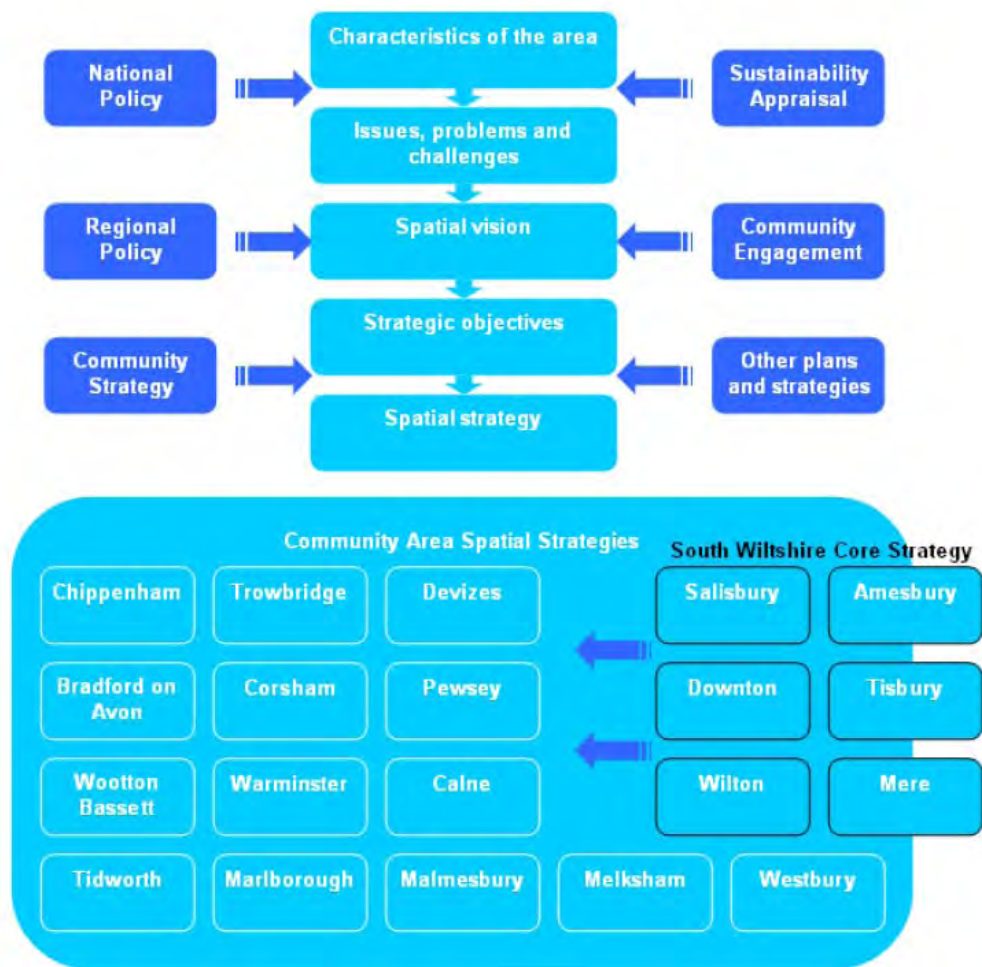 Characteristics of the area
National
Policy
Sustainability
Appraisal
Issues, problems and
challenges
Regional
Policy
Spatial vision
Community
Engagement
Strategic objectives
Community
Strategy
Other plans
and strategies
Spatial strategy
Community Area Spatial Strategies
South Wiltshire Core Strategy
Chippenham
Trowbridge
Devizes
Salisbury
Amesbury
Bradford on
Avon
Corsham
Pewsey
Downton
Tisbury
Wootton
Bassett
Warminster
Calne
Wilton
Mere
Tidworth
Marlborough
Malmesbury
Melksham
Westbury